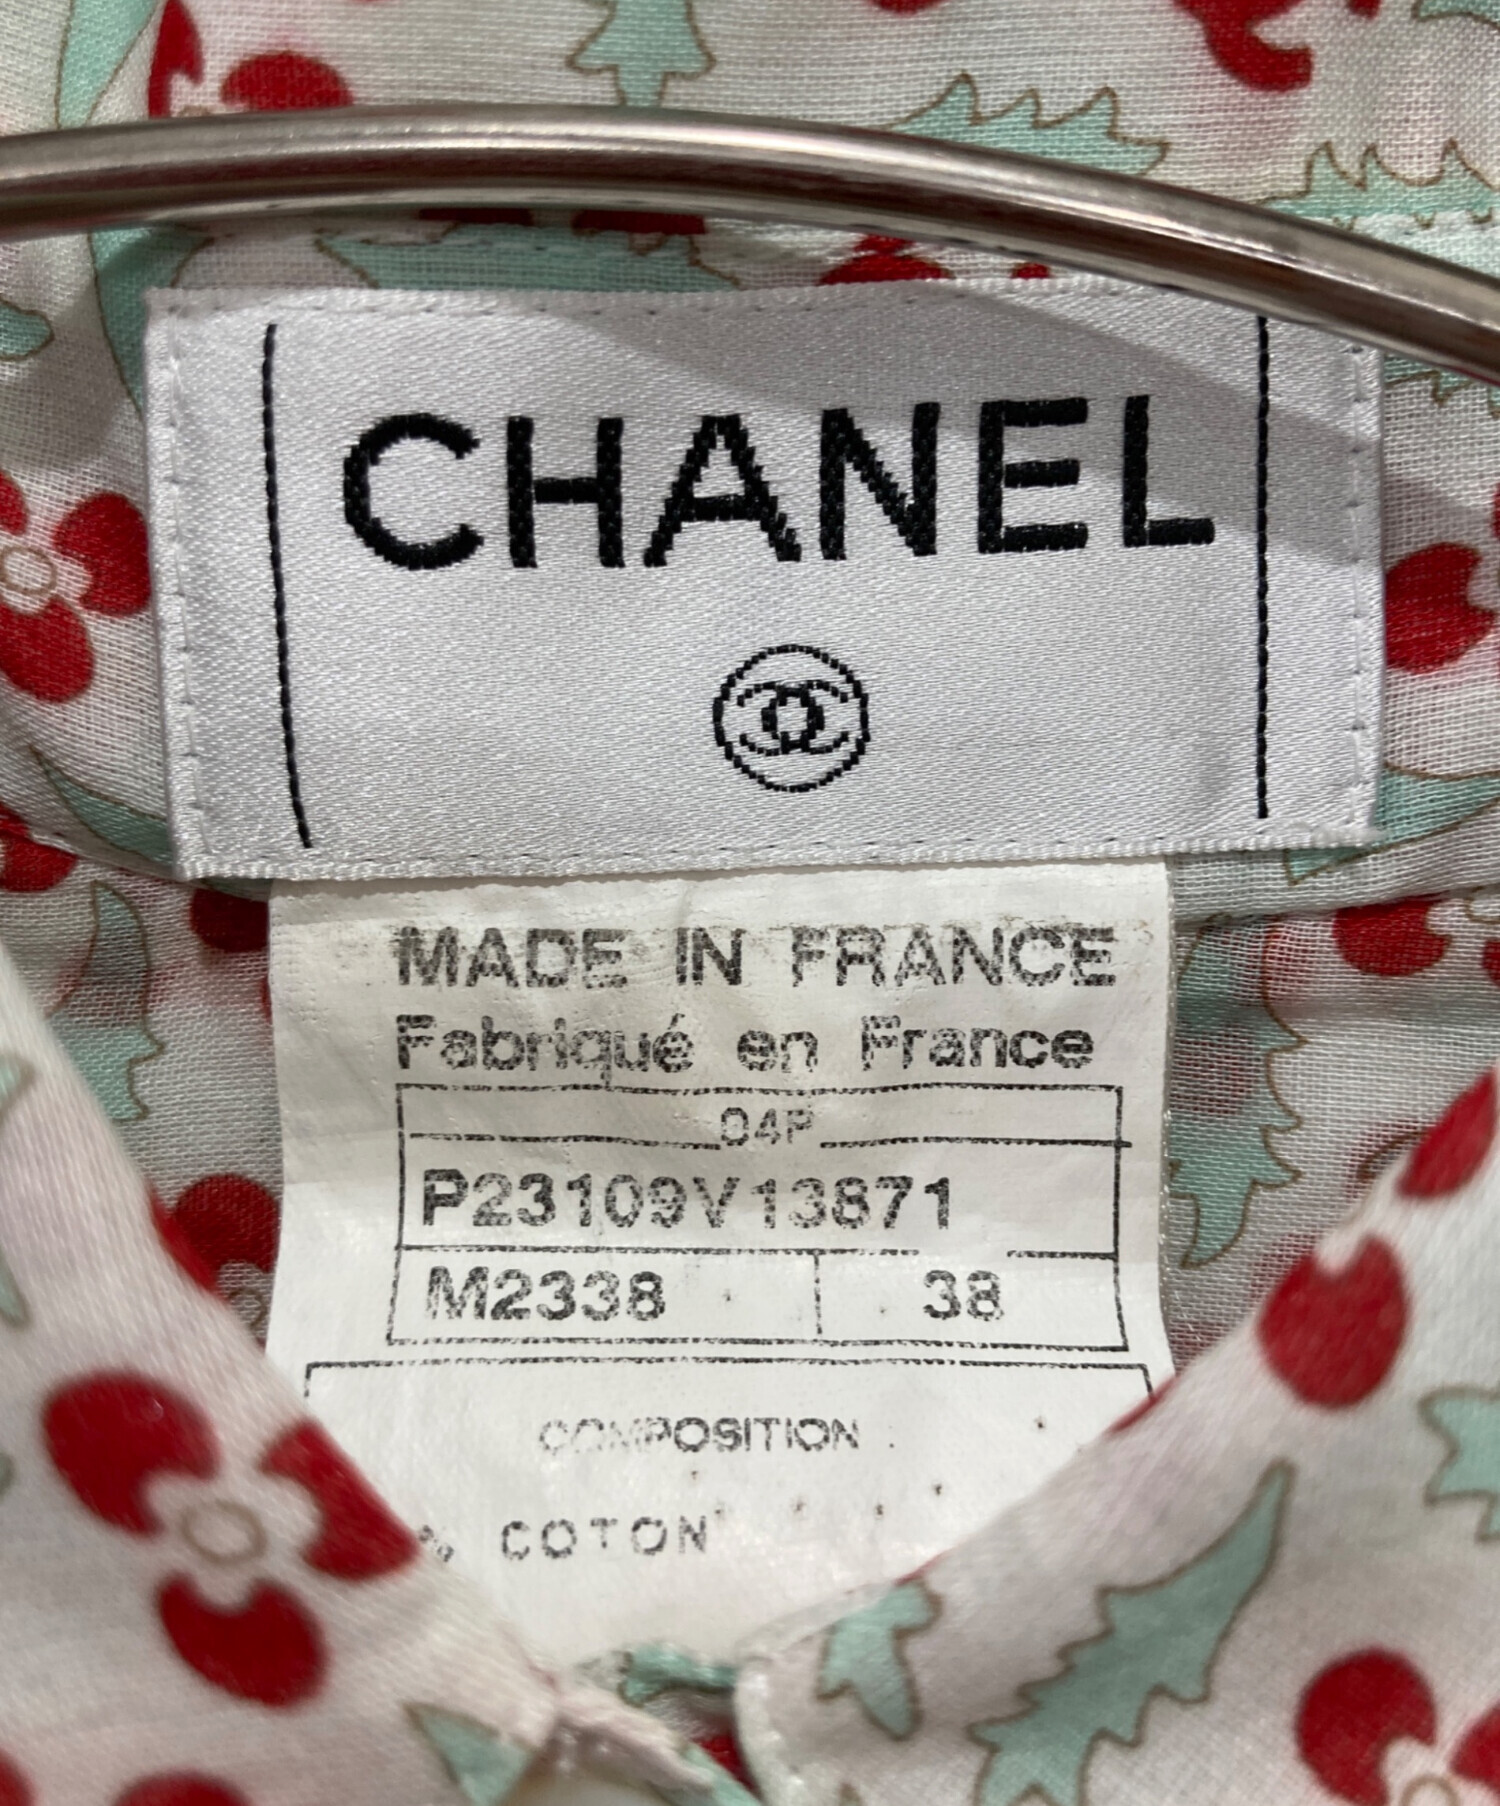 CHANEL
MADE IN FRANCE
Fabriqué en France
04P
P23109V13871
M2338 38
COMPOSITION :
% COTON